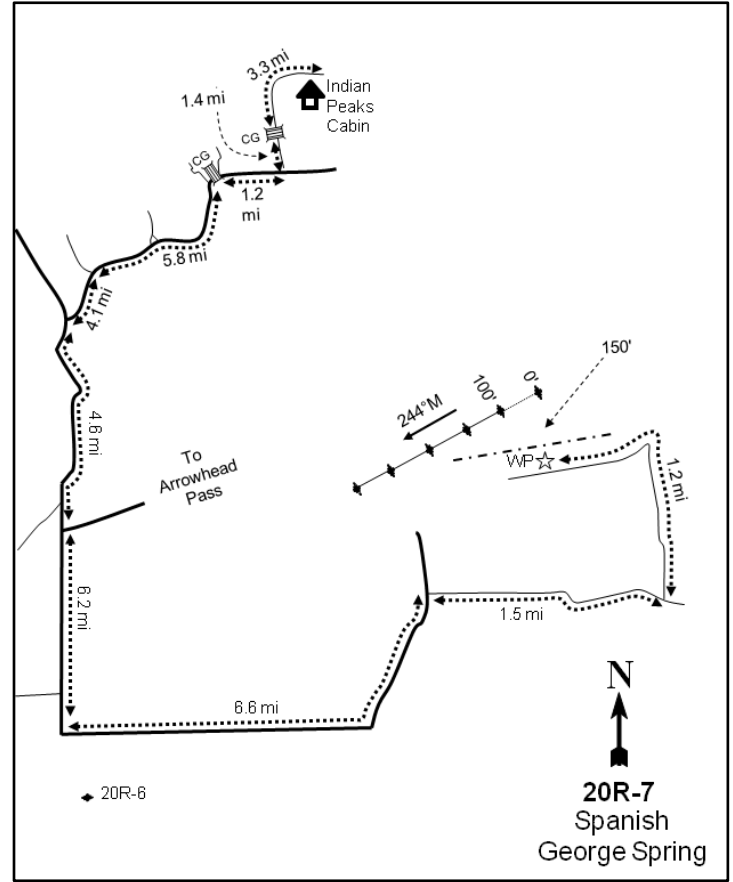 3.3 mi
1.4 mi
Indian
Peaks
Cabin
CG
CG
1.2
mi
5.8 mi
4.1 mi
150'
0'
100'
244°M
4.6 mi
To
Arrowhead
Pass
WP
1.2 mi
6.2 mi
1.5 mi
6.6 mi
N
20R-6
20R-7
Spanish
George Spring